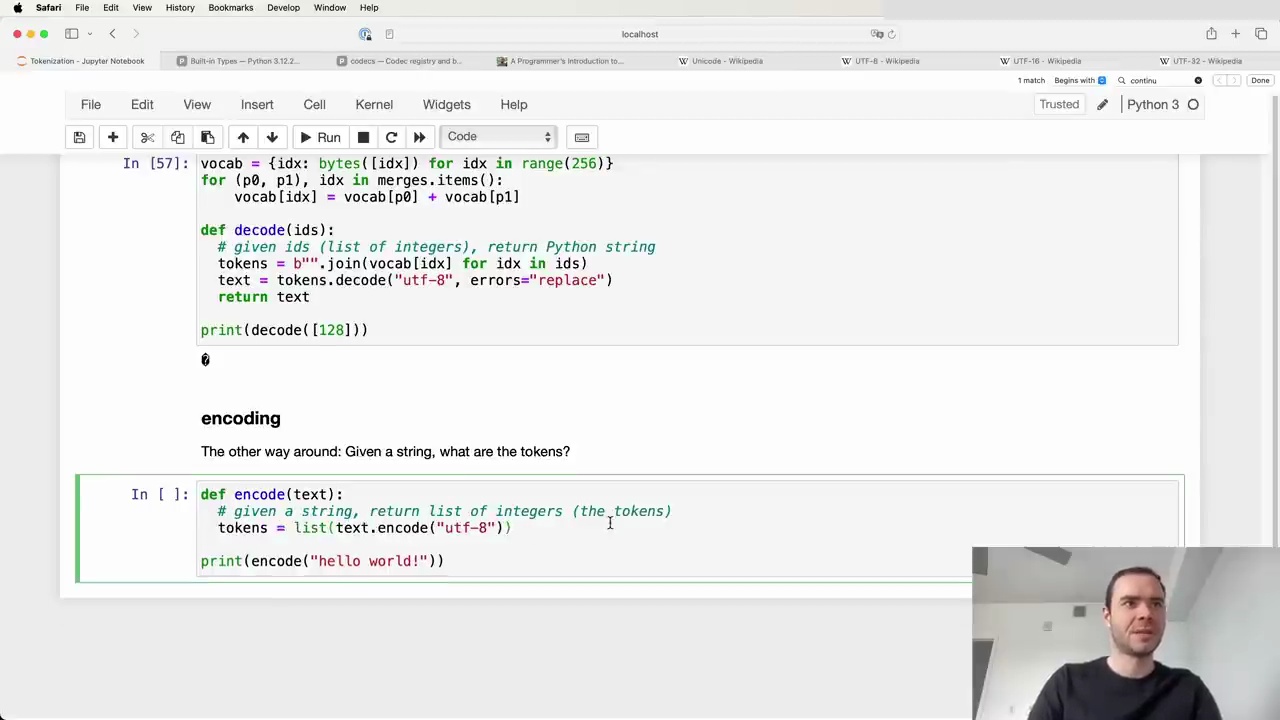 Safari File Edit View History Bookmarks Develop Window Help
localhost
Tokenization - Jupyter Notebook
Built-in Types — Python 3.12.2...
codecs — Codec registry and b...
A Programmer's Introduction to...
Unicode - Wikipedia
UTF-8 - Wikipedia
UTF-16 - Wikipedia
UTF-32 - Wikipedia
1 match Begins with continu Done
File Edit View Insert Cell Kernel Widgets Help Trusted Python 3
Run Code
In [57]: vocab = {idx: bytes([idx]) for idx in range(256)}
for (p0, p1), idx in merges.items():
    vocab[idx] = vocab[p0] + vocab[p1]
def decode(ids):
  # given ids (list of integers), return Python string
  tokens = b"".join(vocab[idx] for idx in ids)
  text = tokens.decode("utf-8", errors="replace")
  return text
print(decode([128]))
�
encoding
The other way around: Given a string, what are the tokens?
In [ ]: def encode(text):
  # given a string, return list of integers (the tokens)
  tokens = list(text.encode("utf-8"))
print(encode("hello world!"))